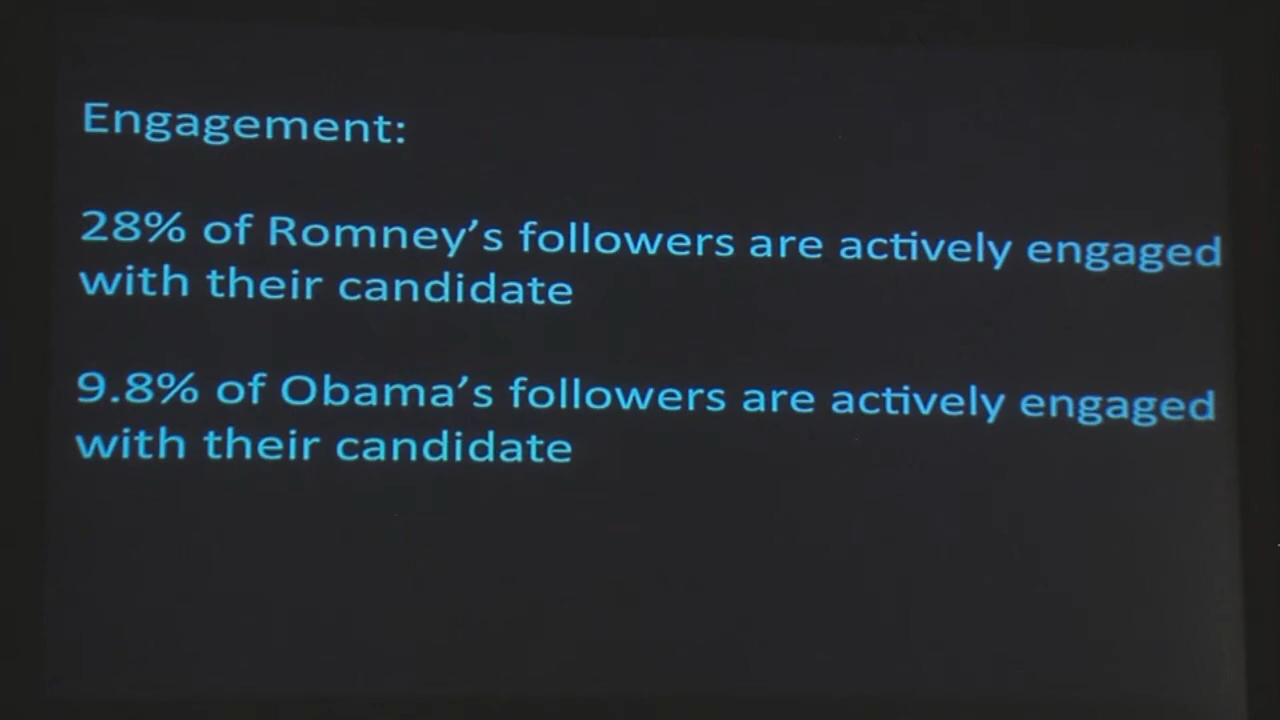 Engagement:
28% of Romney’s followers are actively engaged
with their candidate
9.8% of Obama’s followers are actively engaged
with their candidate